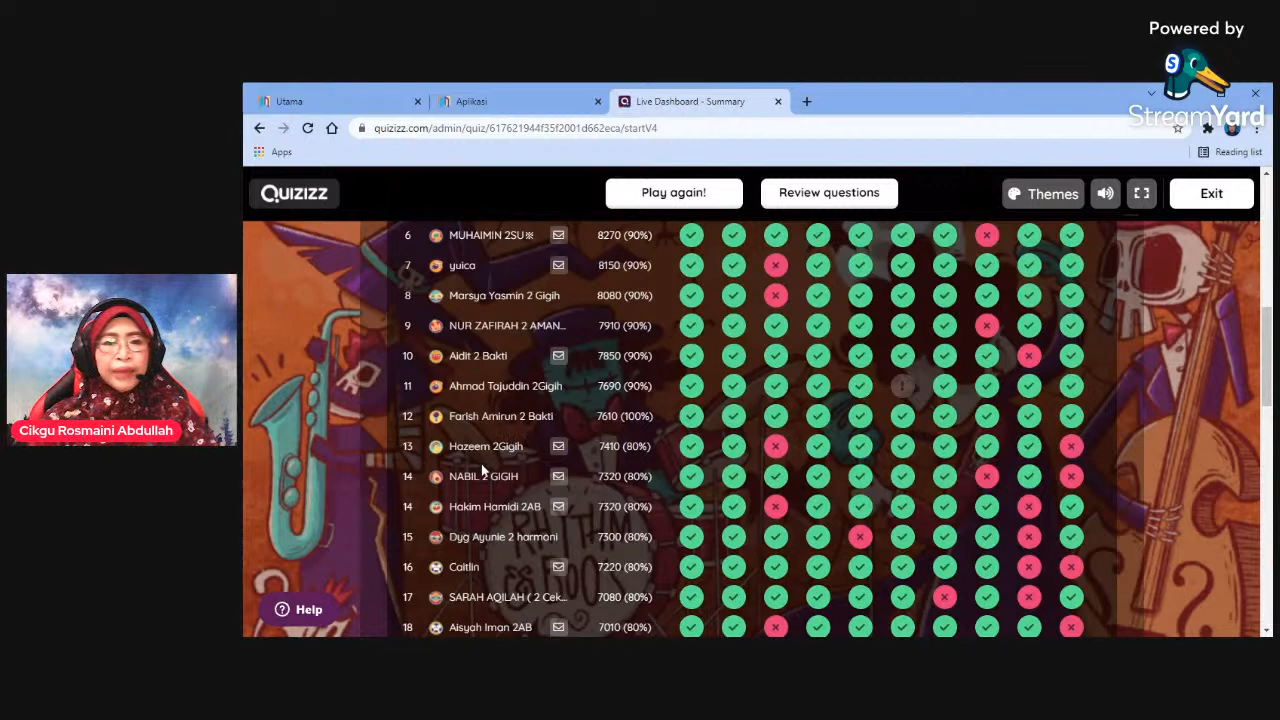 Powered by
S
StreamYard
Utama
Aplikasi
Live Dashboard - Summary
quizizz.com/admin/quiz/617621944f35f2001d662eca/startV4
Apps
Reading list
QUIZIZZ
Play again!
Review questions
Themes
Exit
6 MUHAIMIN 2SU※ 8270 (90%)
7 yuica 8150 (90%)
8 Marsya Yasmin 2 Gigih 8080 (90%)
9 NUR ZAFIRAH 2 AMAN... 7910 (90%)
10 Aidit 2 Bakti 7850 (90%)
11 Ahmad Tajuddin 2Gigih 7690 (90%)
12 Farish Amirun 2 Bakti 7610 (100%)
13 Hazeem 2Gigih 7410 (80%)
14 NABIL 2 GIGIH 7320 (80%)
14 Hakim Hamidi 2AB 7320 (80%)
15 Dyg Ayunie 2 harmoni 7300 (80%)
16 Caitlin 7220 (80%)
17 SARAH AQILAH ( 2 Cek... 7080 (80%)
18 Aisyah Iman 2AB 7010 (80%)
RHYTHM
& BOOS
Help
Cikgu Rosmaini Abdullah